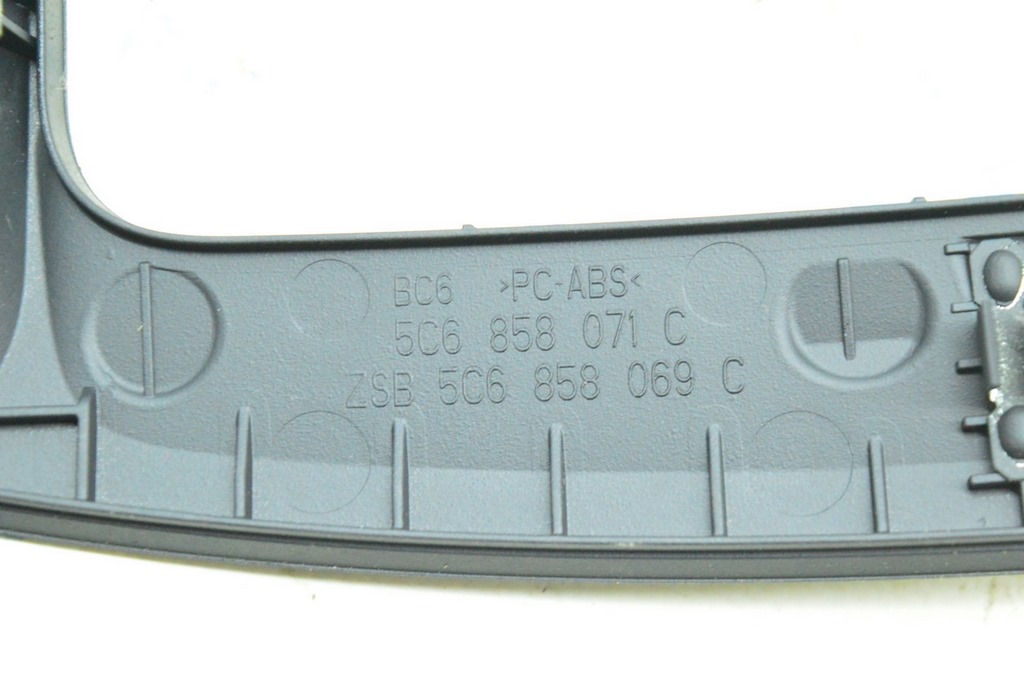 BC6 >PC-ABS<
5C6 858 071 C
ZSB 5C6 858 069 C